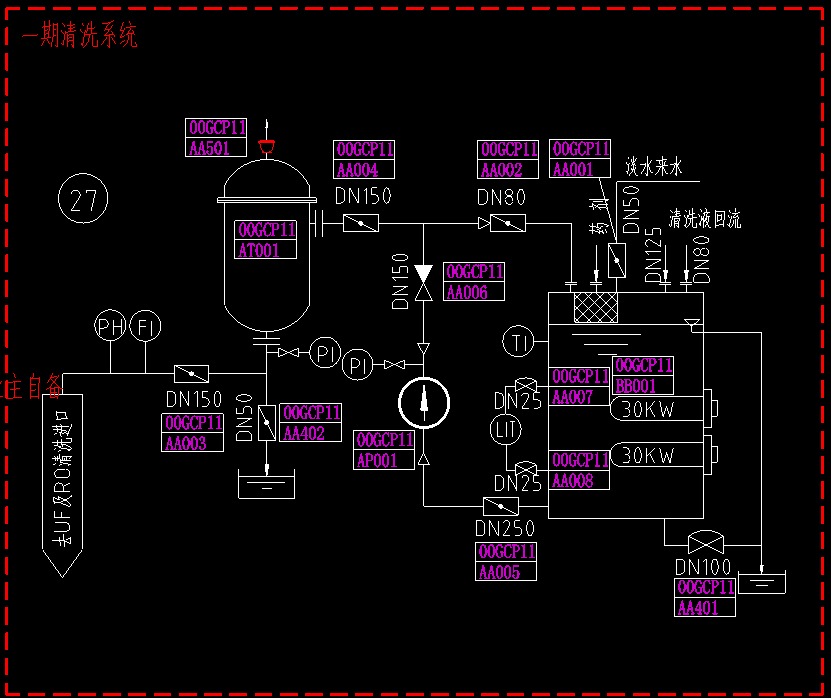 一期清洗系统
00GCP11
AA501
00GCP11
AA004
DN150
00GCP11
AA002
DN80
00GCP11
AA001
淡水来水
27
00GCP11
AT001
药剂
DN50
DN125
清洗液回流
DN80
DN150
00GCP11
AA006
PH
FI
PI
PI
TI
DN150
00GCP11
AA003
DN50
00GCP11
AA402
00GCP11
AP001
DN25
00GCP11
AA007
00GCP11
BB001
30KW
LIT
DN25
00GCP11
AA008
30KW
自备
去UF及RO清洗进口
DN250
00GCP11
AA005
DN100
00GCP11
AA401